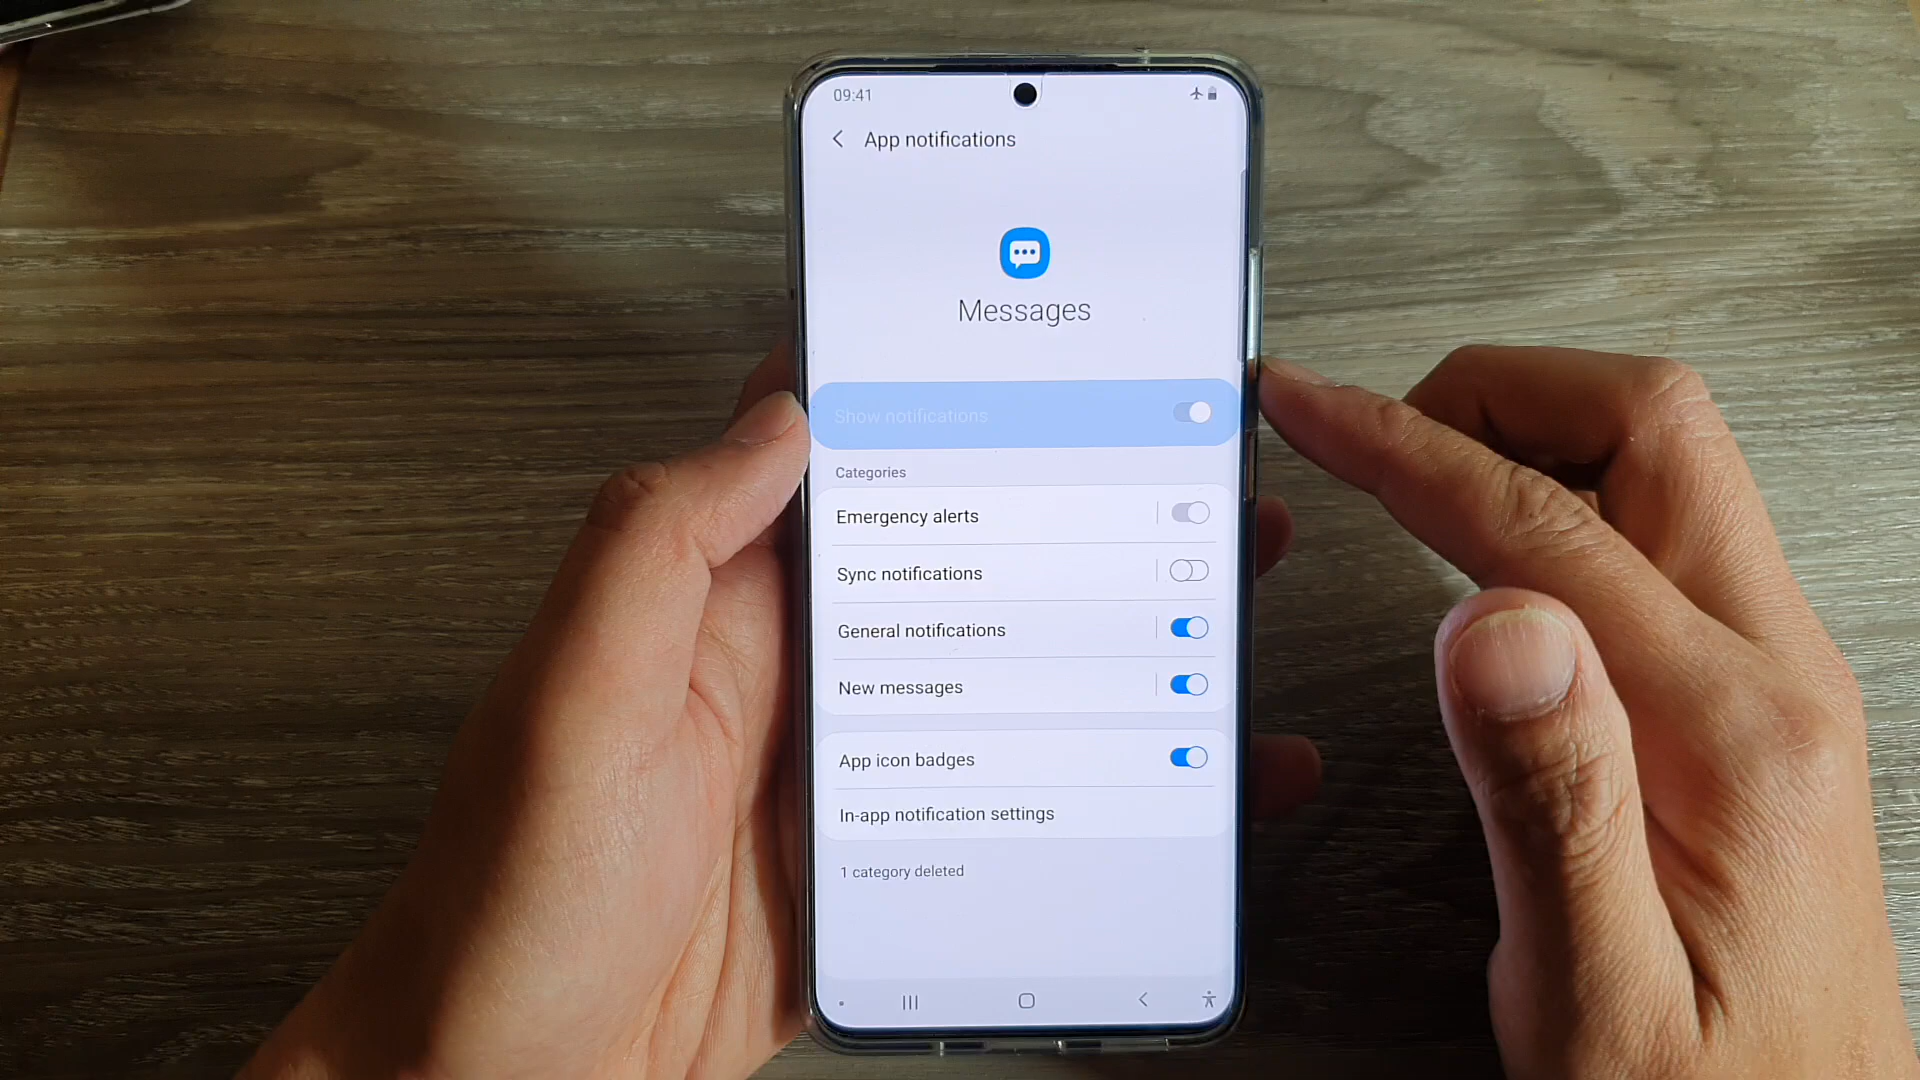 09:41
App notifications
Messages
Show notifications
Categories
Emergency alerts
Sync notifications
General notifications
New messages
App icon badges
In-app notification settings
1 category deleted